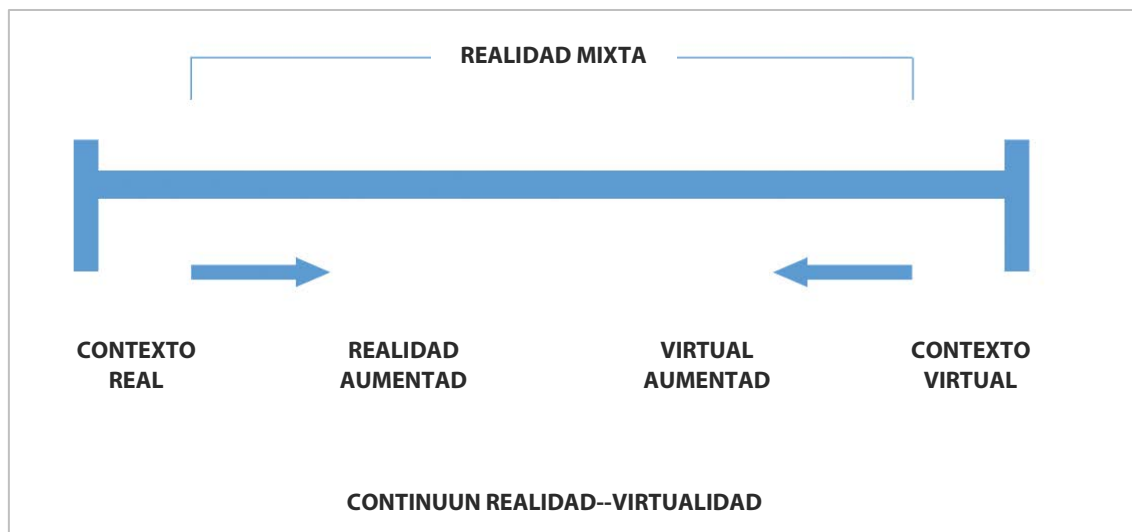 REALIDAD MIXTA
CONTEXTO
REAL
REALIDAD
AUMENTAD
VIRTUAL
AUMENTAD
CONTEXTO
VIRTUAL
CONTINUUN REALIDAD--VIRTUALIDAD